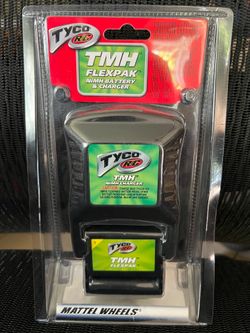 TYCO
R/C
TMH
FLEXPAK
NiMH BATTERY
& CHARGER
TYCO
R/C
TMH
NiMH CHARGER
TYCO
R/C
TMH
FLEXPAK
MATTEL WHEELS